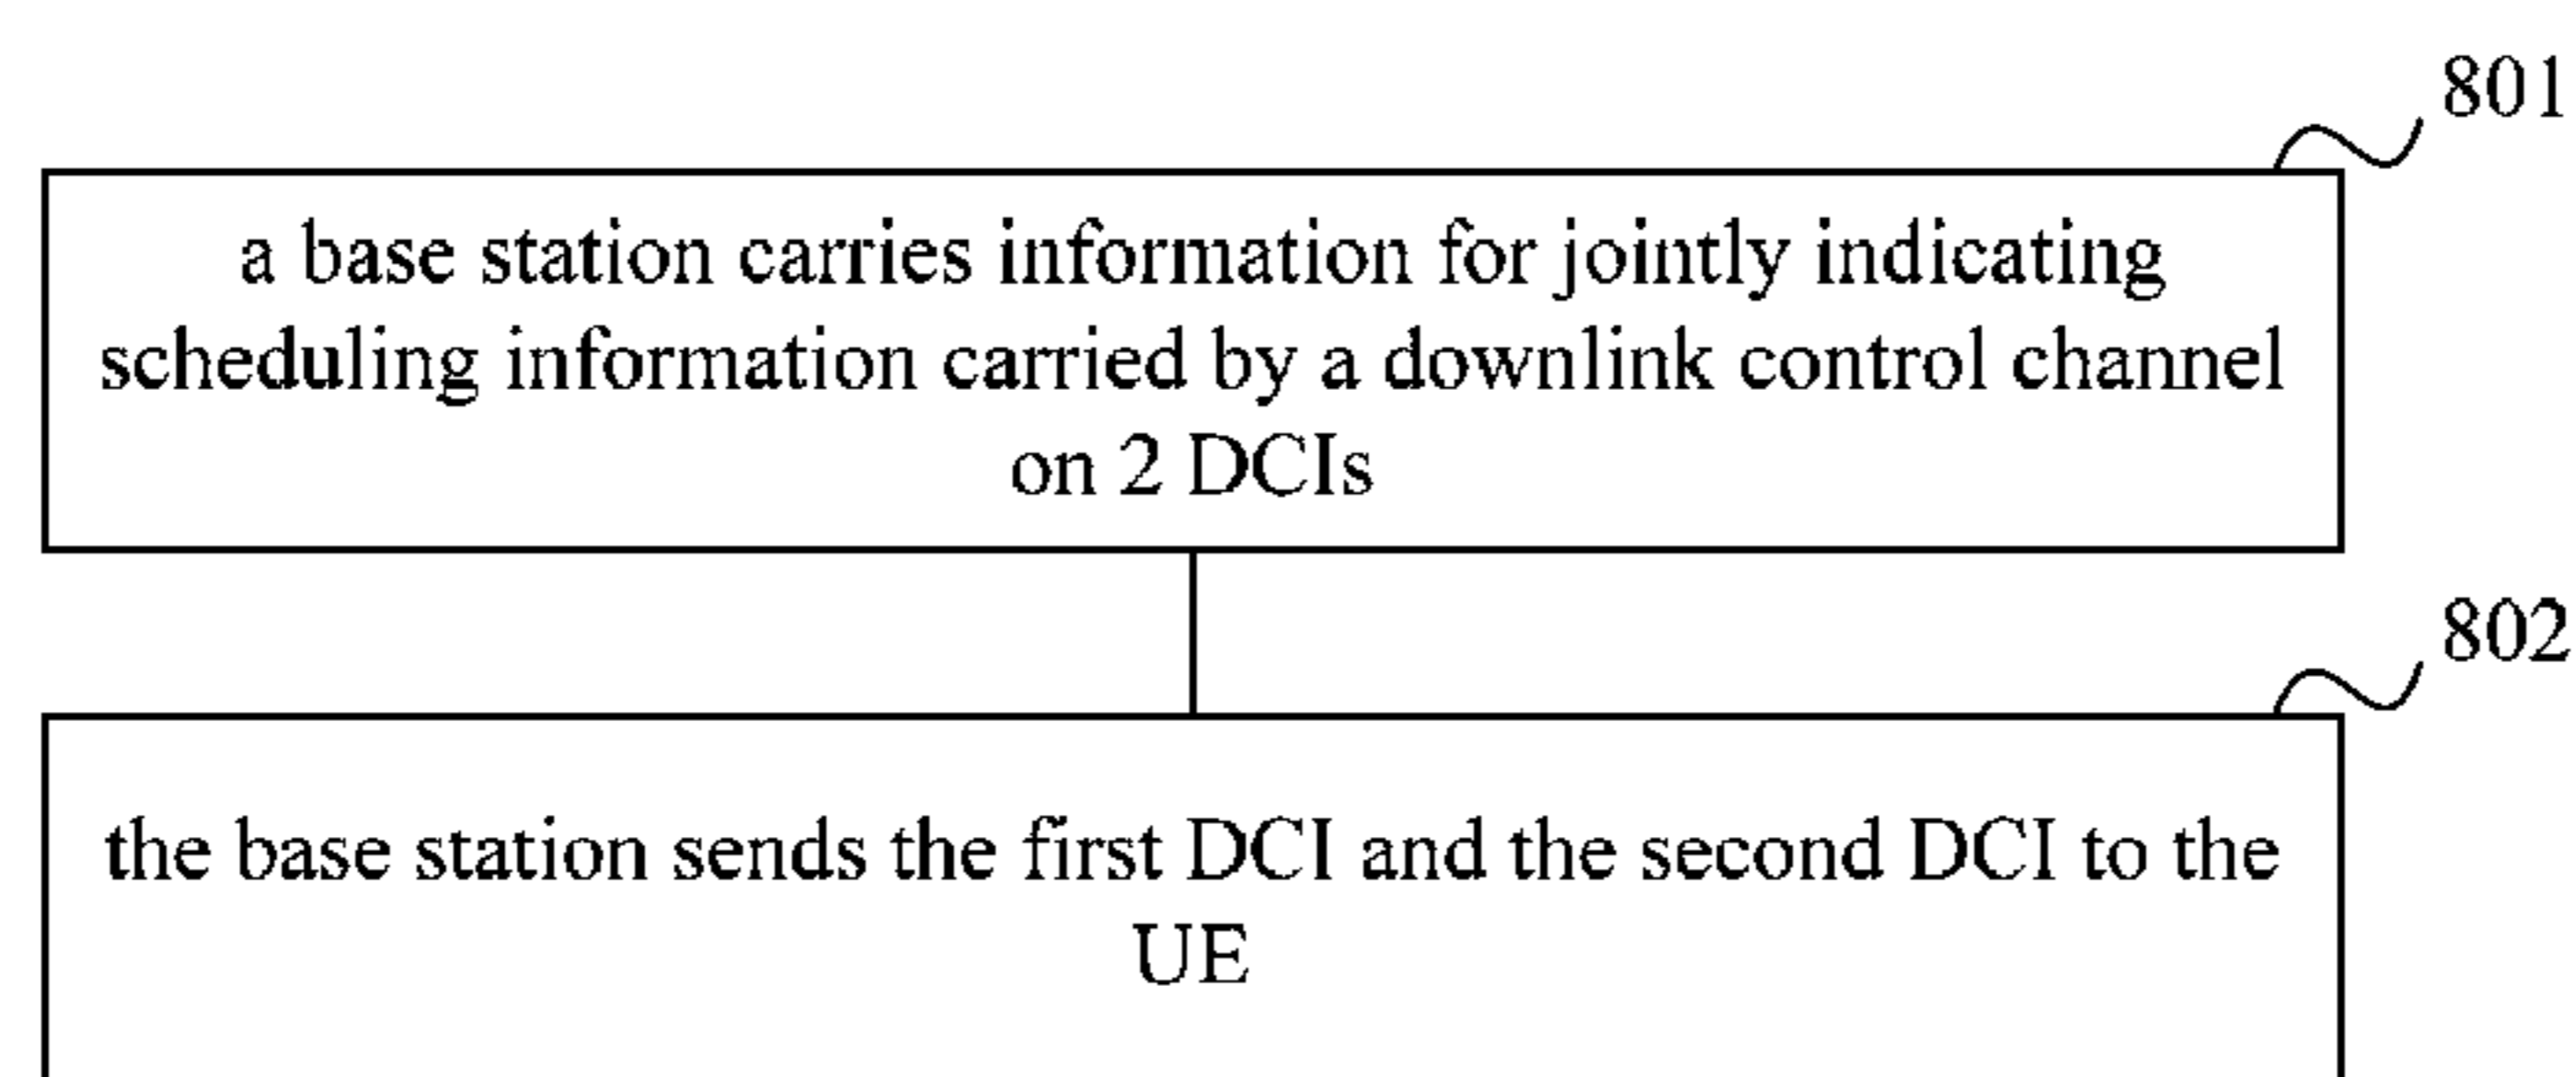 801
a base station carries information for jointly indicating
scheduling information carried by a downlink control channel
on 2 DCIs
802
the base station sends the first DCI and the second DCI to the
UE